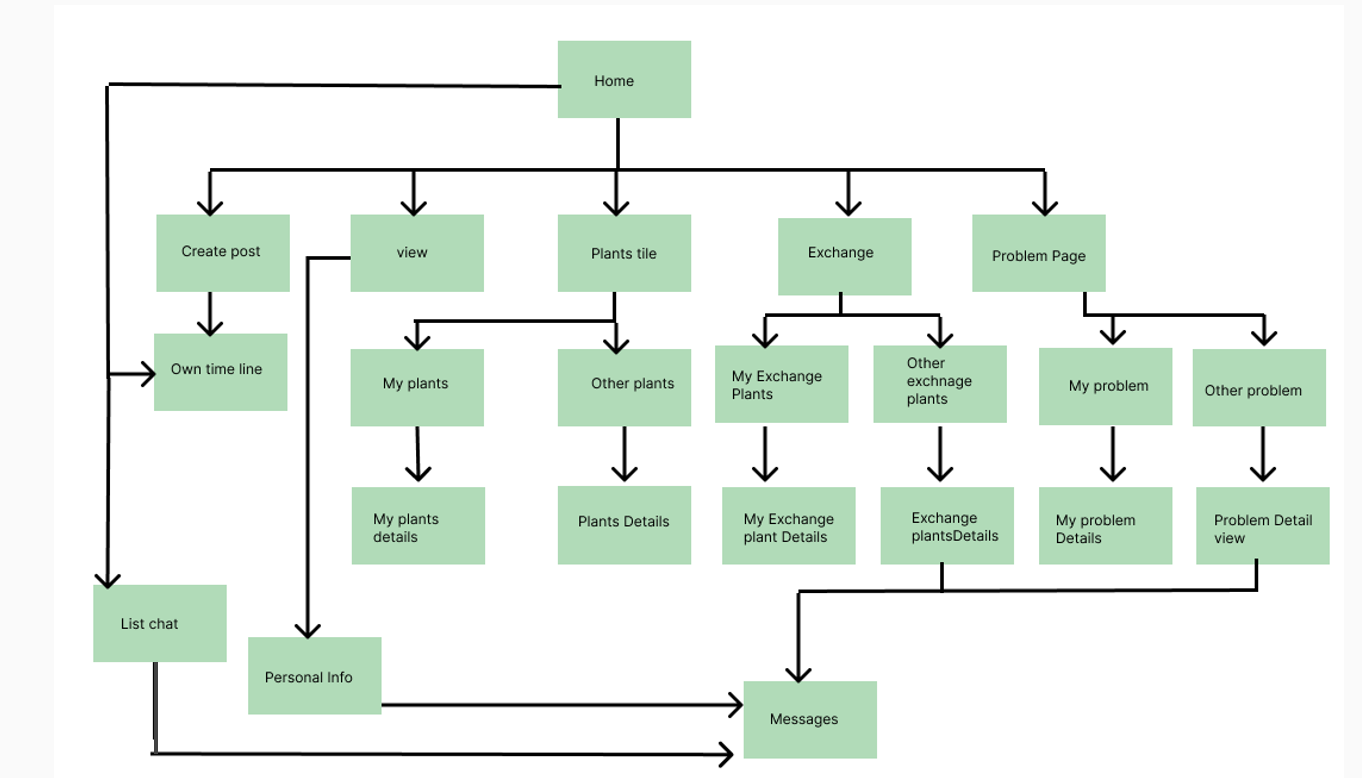 Home
Create post
view
Plants tile
Exchange
Problem Page
Own time line
My plants
Other plants
My Exchange
Plants
Other
exchnage
plants
My problem
Other problem
My plants
details
Plants Details
My Exchange
plant Details
Exchange
plantsDetails
My problem
Details
Problem Detail
view
List chat
Personal Info
Messages